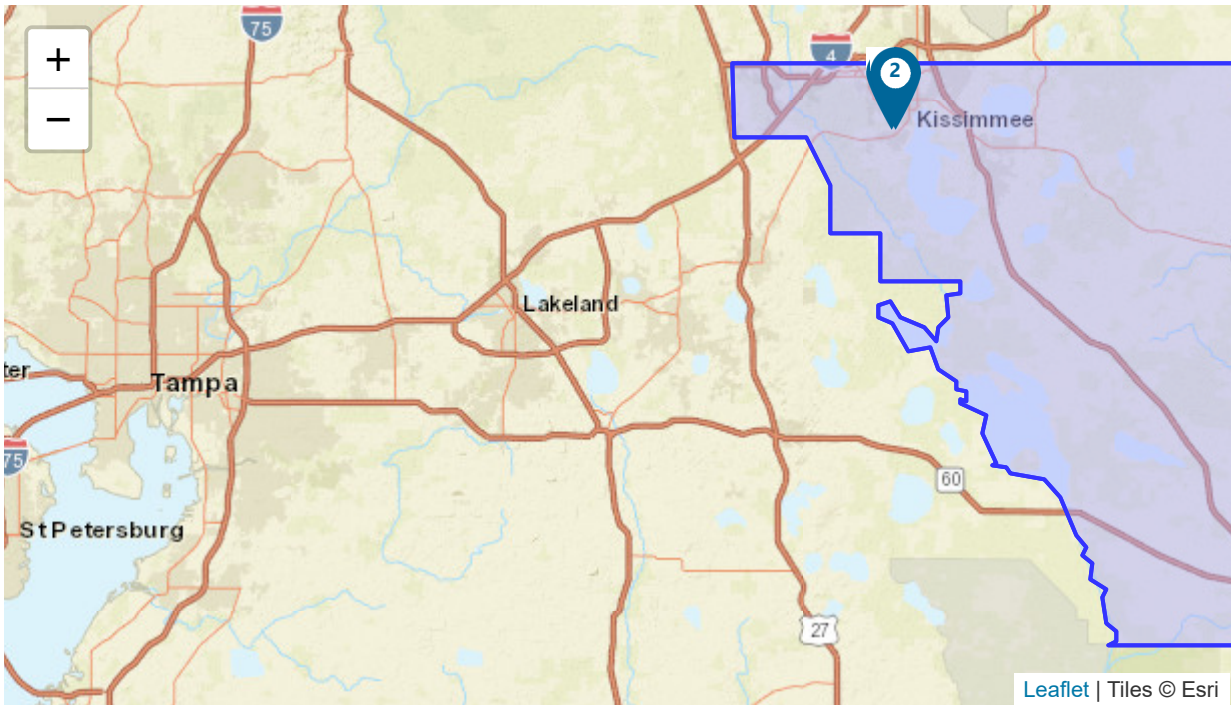 75
+
4
2
−
Kissimmee
Lakeland
ter
Tampa
75
60
St Petersburg
27
Leaflet | Tiles © Esri